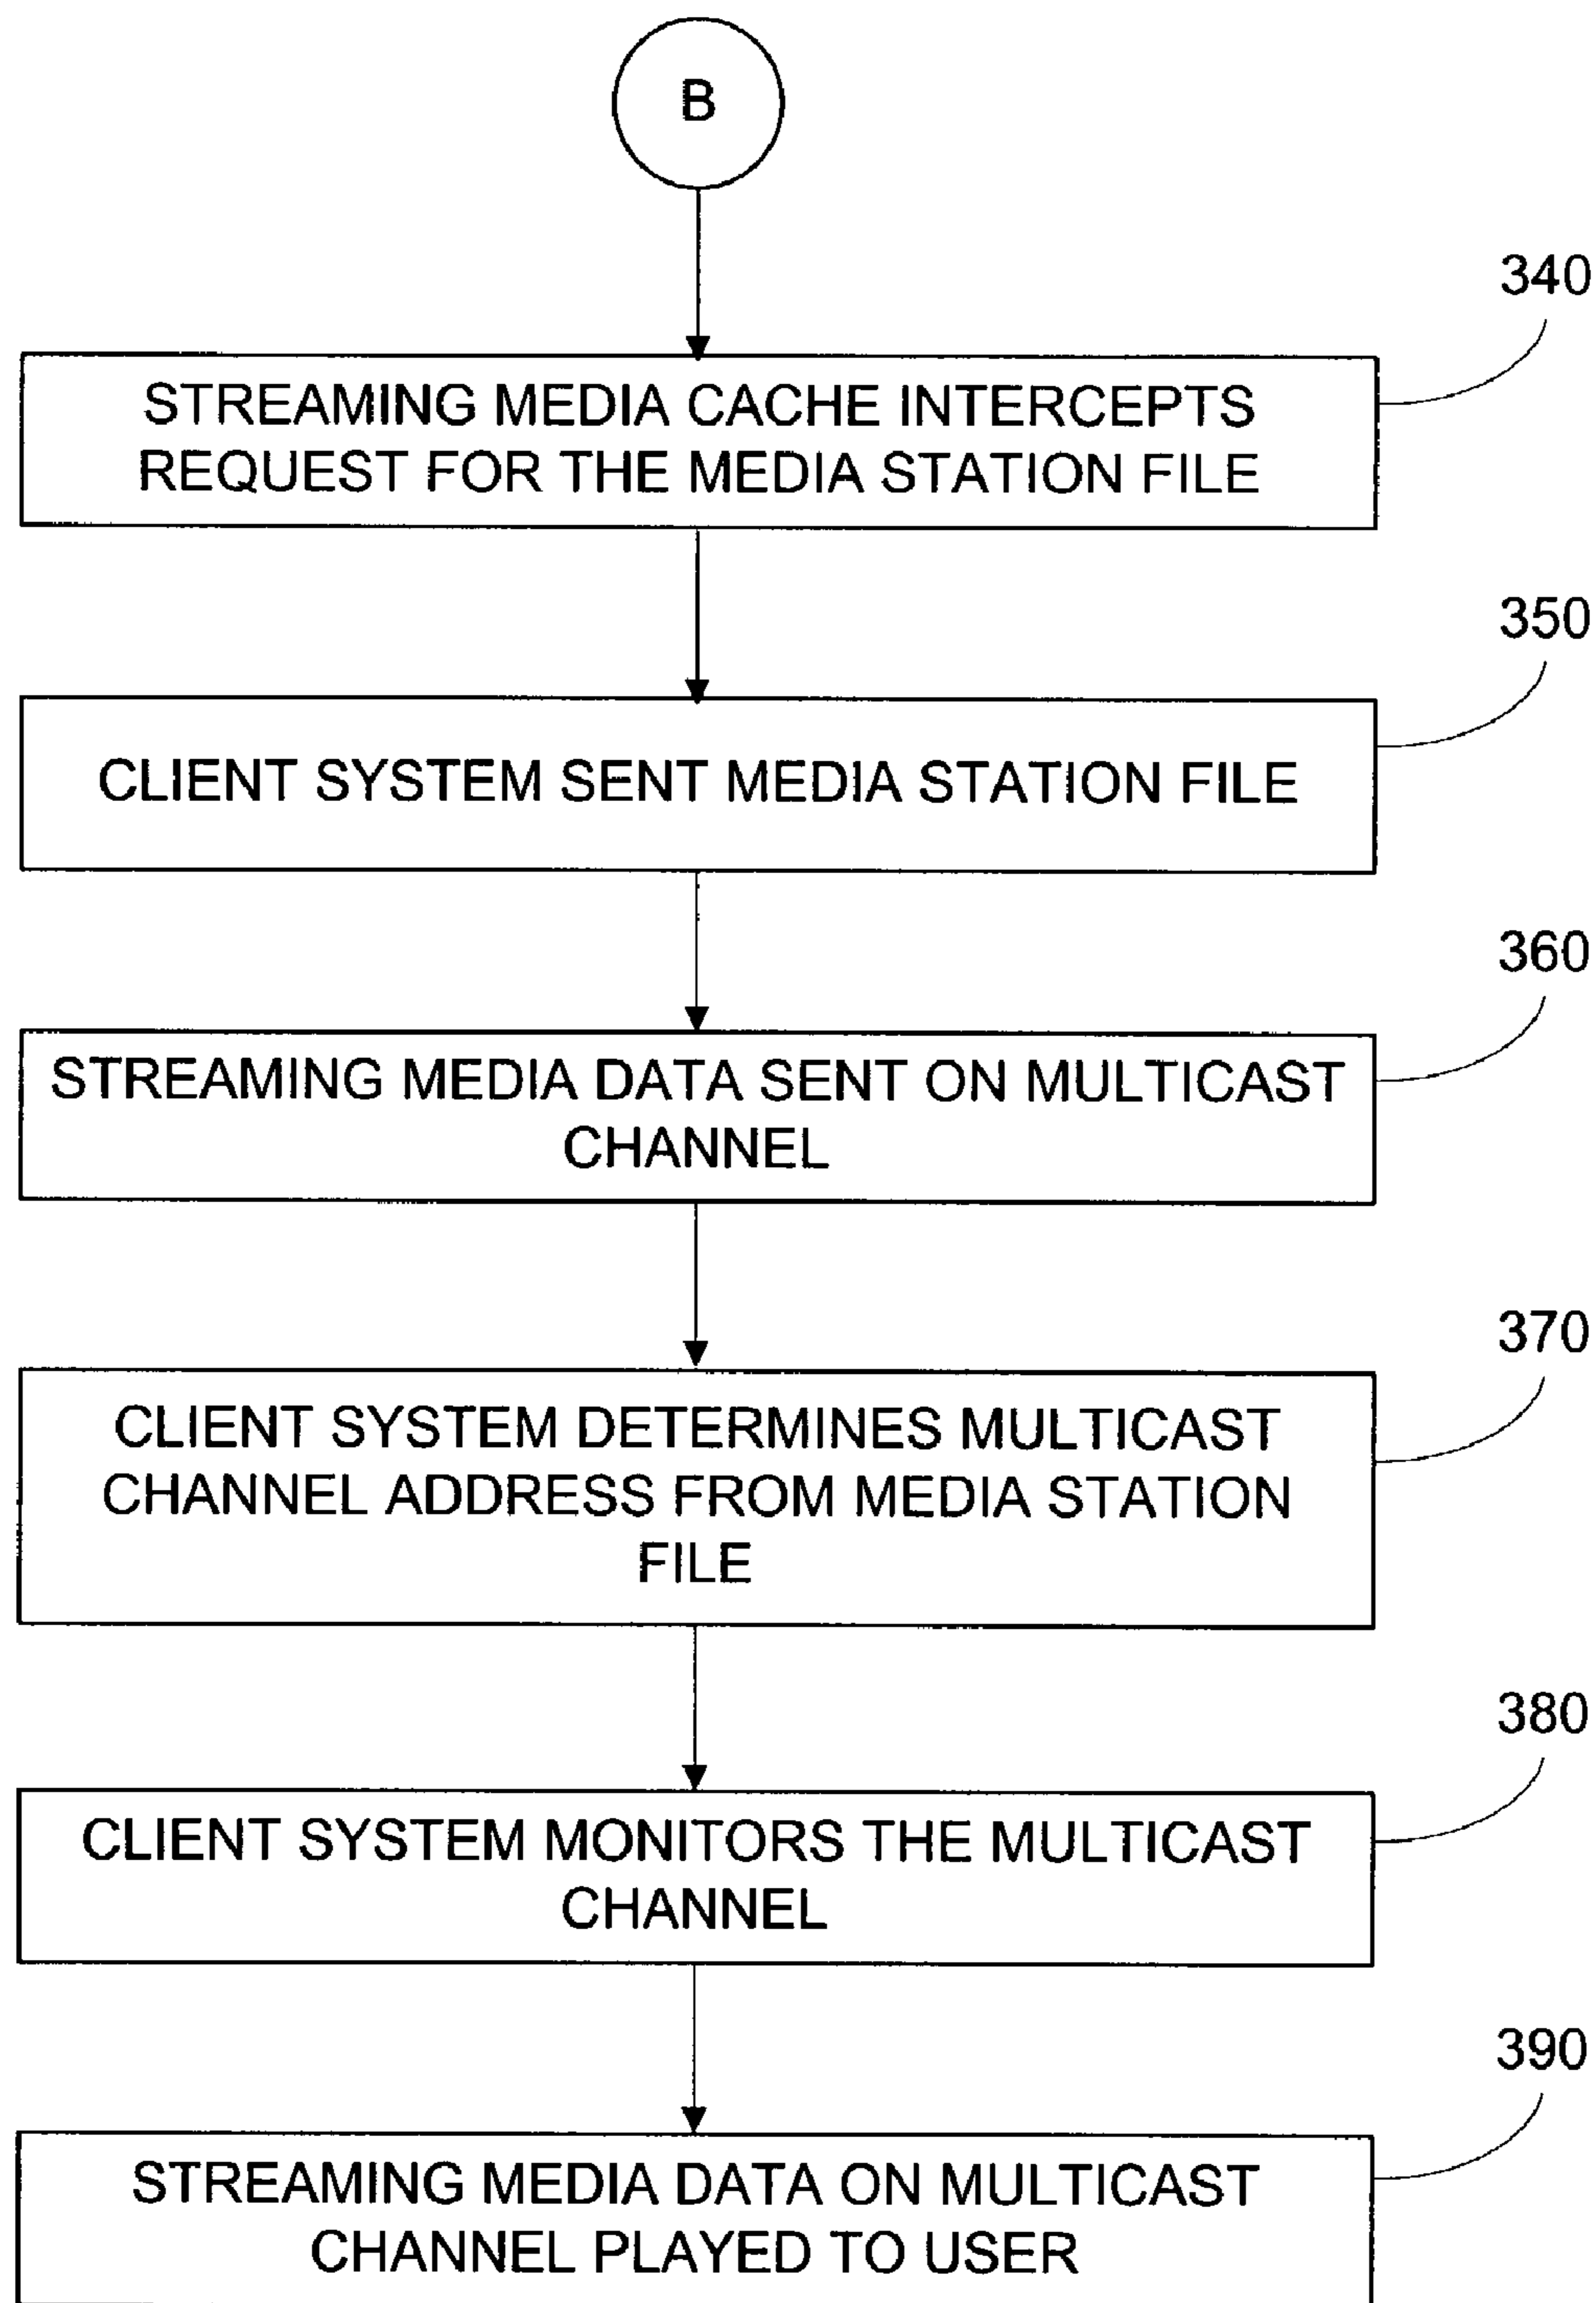 B
340
STREAMING MEDIA CACHE INTERCEPTS
REQUEST FOR THE MEDIA STATION FILE
350
CLIENT SYSTEM SENT MEDIA STATION FILE
360
STREAMING MEDIA DATA SENT ON MULTICAST
CHANNEL
370
CLIENT SYSTEM DETERMINES MULTICAST
CHANNEL ADDRESS FROM MEDIA STATION
FILE
380
CLIENT SYSTEM MONITORS THE MULTICAST
CHANNEL
390
STREAMING MEDIA DATA ON MULTICAST
CHANNEL PLAYED TO USER